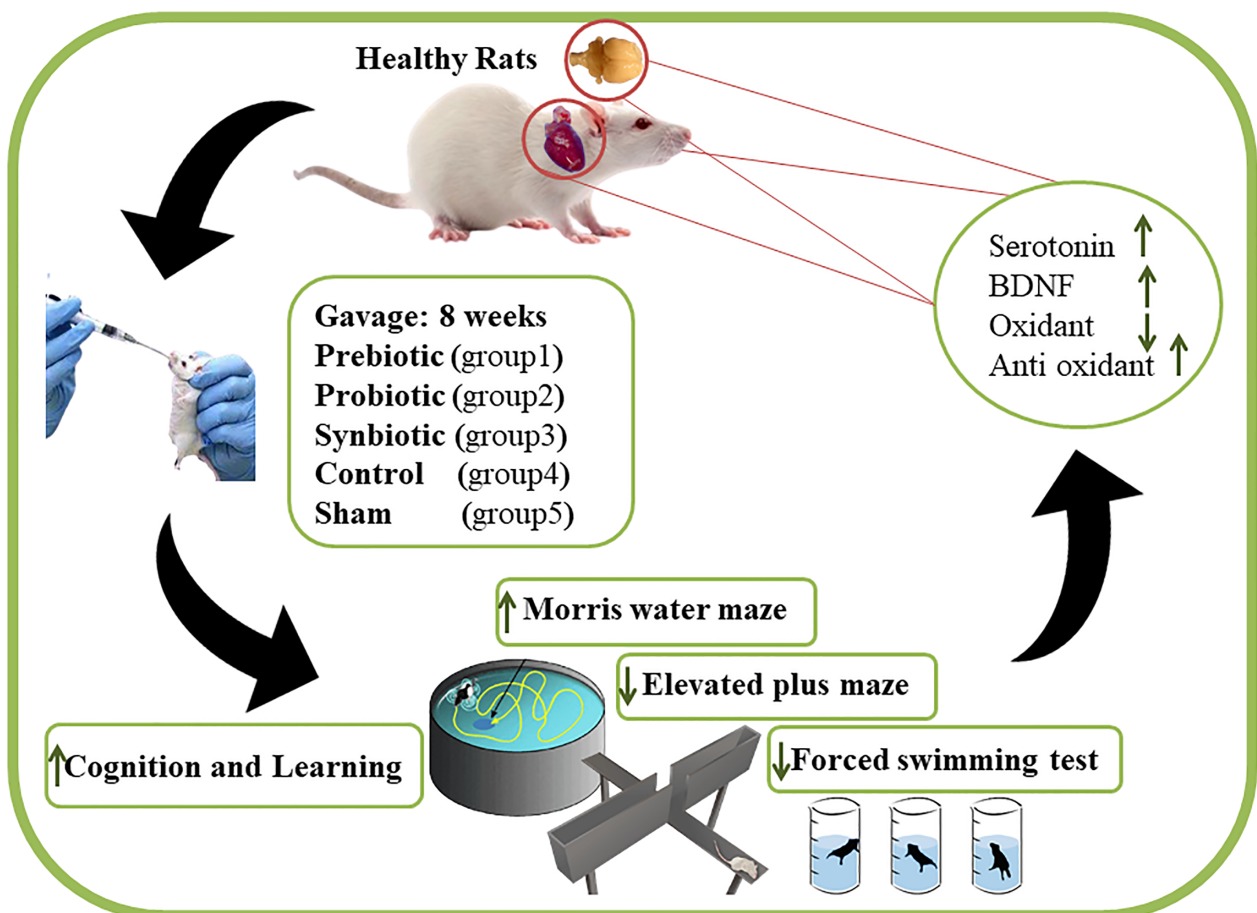 Healthy Rats
Gavage: 8 weeks
Prebiotic (group1)
Probiotic (group2)
Synbiotic (group3)
Control (group4)
Sham (group5)
Serotonin ↑
BDNF ↑
Oxidant ↓
Anti oxidant ↑
↑ Morris water maze
↓ Elevated plus maze
↓ Forced swimming test
↑ Cognition and Learning